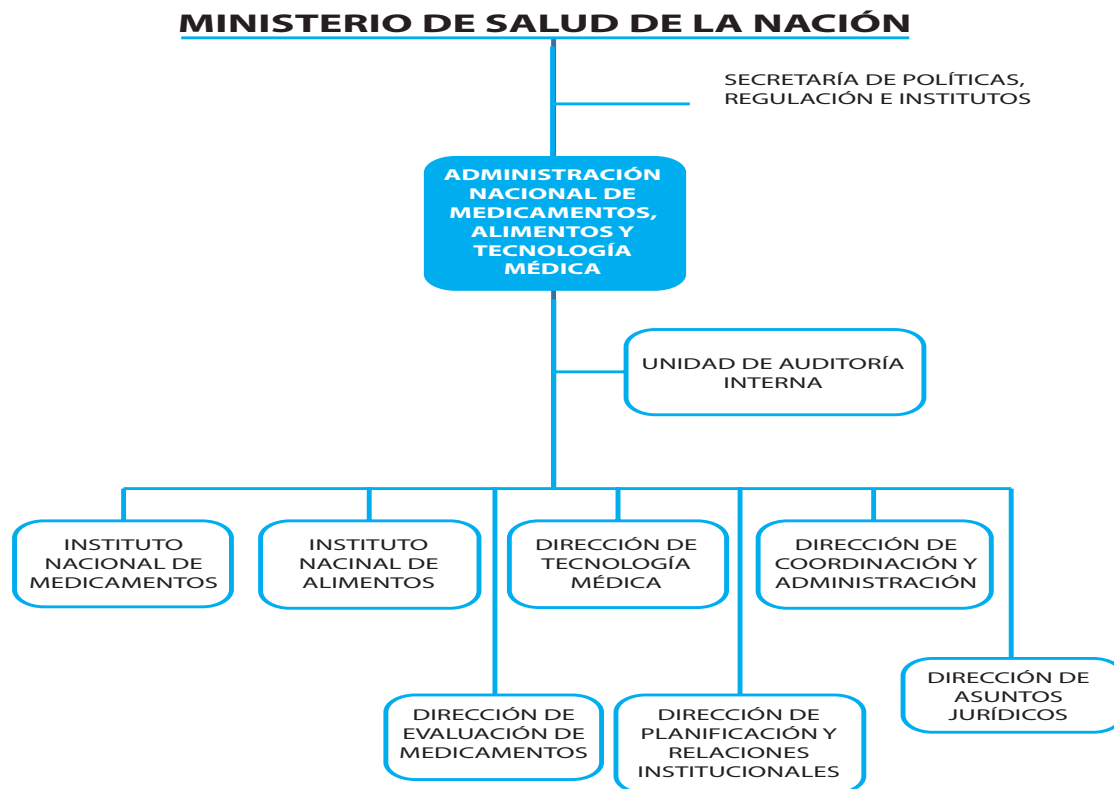 MINISTERIO DE SALUD DE LA NACIÓN
SECRETARÍA DE POLÍTICAS,
REGULACIÓN E INSTITUTOS
ADMINISTRACIÓN
NACIONAL DE
MEDICAMENTOS,
ALIMENTOS Y
TECNOLOGÍA
MÉDICA
UNIDAD DE AUDITORÍA
INTERNA
INSTITUTO
NACIONAL DE
MEDICAMENTOS
INSTITUTO
NACINAL DE
ALIMENTOS
DIRECCIÓN DE
TECNOLOGÍA
MÉDICA
DIRECCIÓN DE
COORDINACIÓN Y
ADMINISTRACIÓN
DIRECCIÓN DE
EVALUACIÓN DE
MEDICAMENTOS
DIRECCIÓN DE
PLANIFICACIÓN Y
RELACIONES
INSTITUCIONALES
DIRECCIÓN DE
ASUNTOS
JURÍDICOS